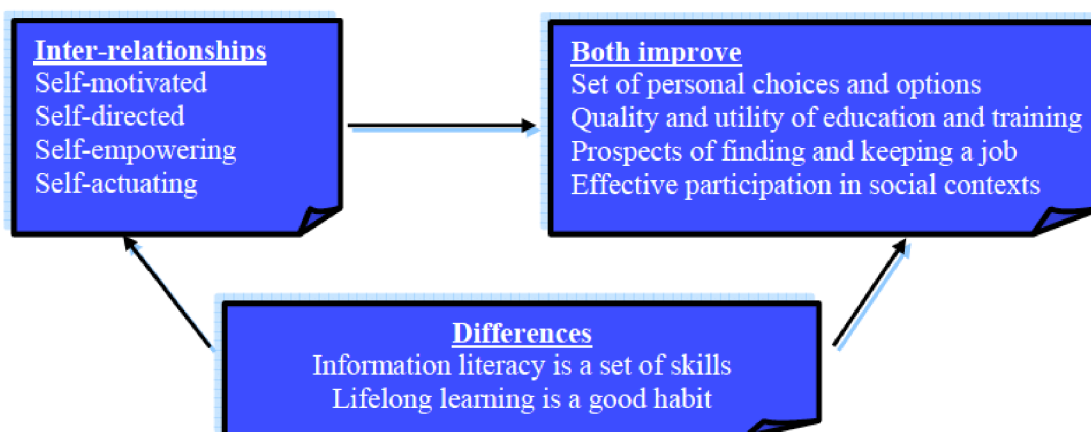 Inter-relationships
Self-motivated
Self-directed
Self-empowering
Self-actuating
Both improve
Set of personal choices and options
Quality and utility of education and training
Prospects of finding and keeping a job
Effective participation in social contexts
Differences
Information literacy is a set of skills
Lifelong learning is a good habit